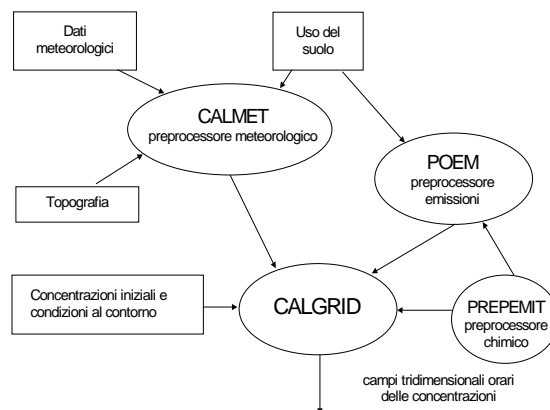 Dati
meteorologici
Uso del
suolo
CALMET
preprocessore meteorologico
POEM
preprocessore
emissioni
Topografia
Concentrazioni iniziali e
condizioni al contorno
CALGRID
PREPEMIT
preprocessore
chimico
campi tridimensionali orari
delle concentrazioni